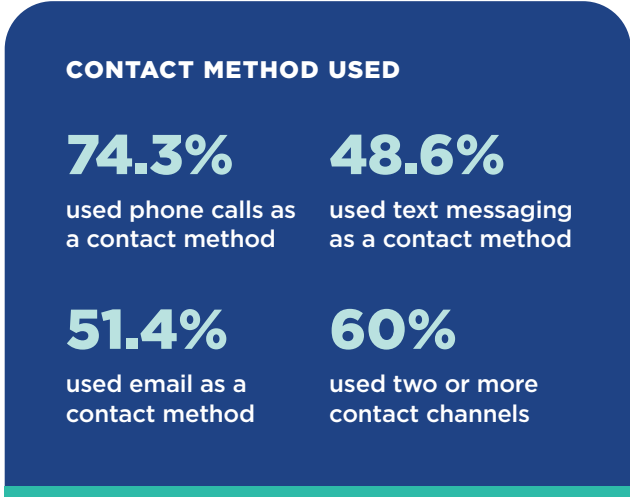 CONTACT METHOD USED
74.3%
used phone calls as
a contact method
48.6%
used text messaging
as a contact method
51.4%
used email as a
contact method
60%
used two or more
contact channels